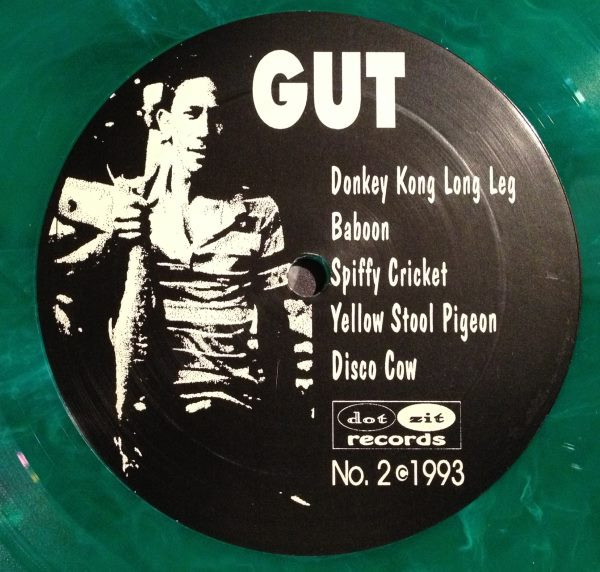 GUT
Donkey Kong Long Leg
Baboon
Spiffy Cricket
Yellow Stool Pigeon
Disco Cow
dot zit
records
No. 2 © 1993